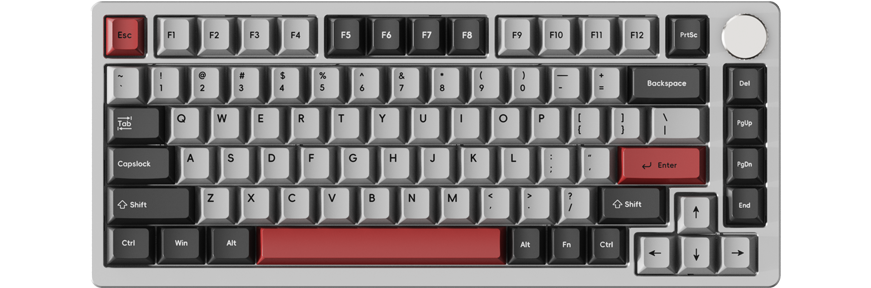 Esc F1 F2 F3 F4 F5 F6 F7 F8 F9 F10 F11 F12 PrtSc
~ ! @ # $ % ^ & * ( ) — +
` 1 2 3 4 5 6 7 8 9 0 - = Backspace Del
Tab Q W E R T Y U I O P { } \ PgUp
[ ] |
Capslock A S D F G H J K L : " Enter PgDn
; '
Shift Z X C V B N M < > ? Shift ↑ End
, . /
Ctrl Win Alt Alt Fn Ctrl ← ↓ →